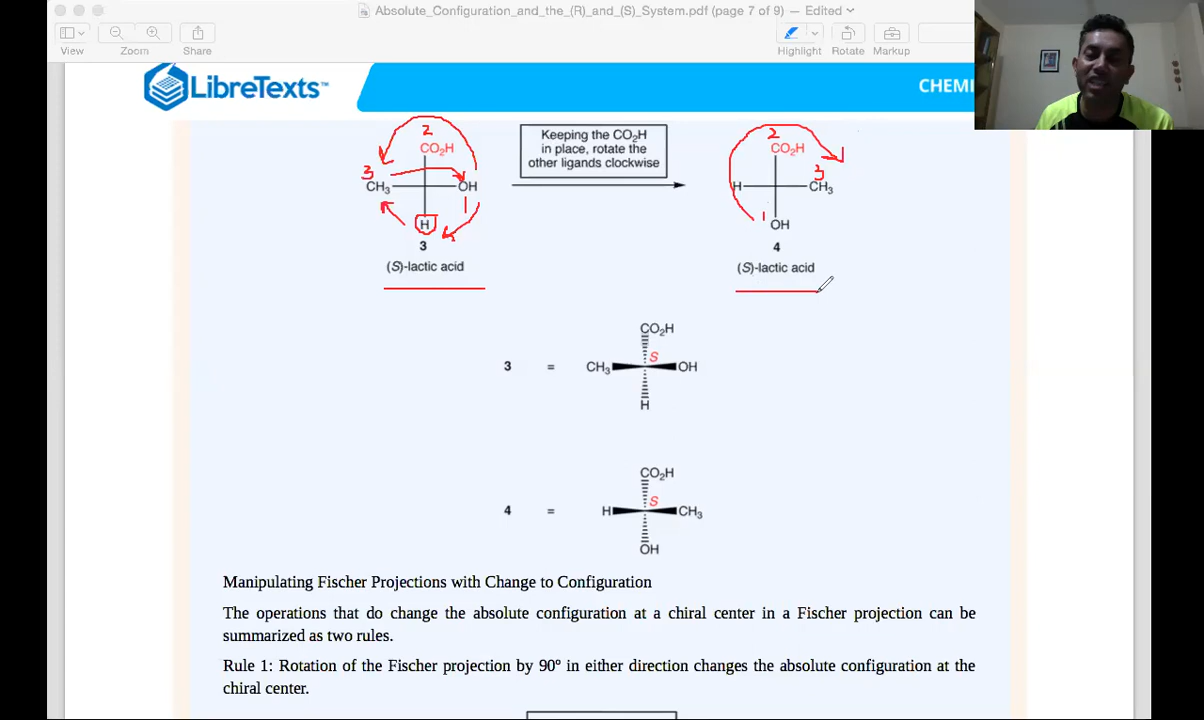 Absolute_Configuration_and_the_(R)_and_(S)_System.pdf (page 7 of 9) — Edited
View Zoom Share Highlight Rotate Markup
LibreTexts™ CHEMI
2 CO₂H
3 CH₃ OH
1
H
3
(S)-lactic acid
Keeping the CO₂H
in place, rotate the
other ligands clockwise
2 CO₂H
H 3 CH₃
1 OH
4
(S)-lactic acid
CO₂H
S
3 = CH₃ OH
H
CO₂H
S
4 = H CH₃
OH
Manipulating Fischer Projections with Change to Configuration
The operations that do change the absolute configuration at a chiral center in a Fischer projection can be
summarized as two rules.
Rule 1: Rotation of the Fischer projection by 90º in either direction changes the absolute configuration at the
chiral center.